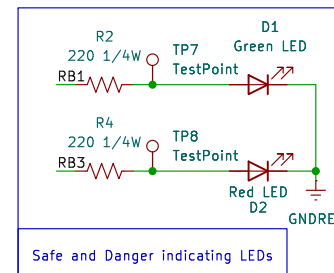 R2
220 1/4W
RB1
TP7
TestPoint
D1
Green LED
R4
220 1/4W
RB3
TP8
TestPoint
Red LED
D2
GNDRE
Safe and Danger indicating LEDs